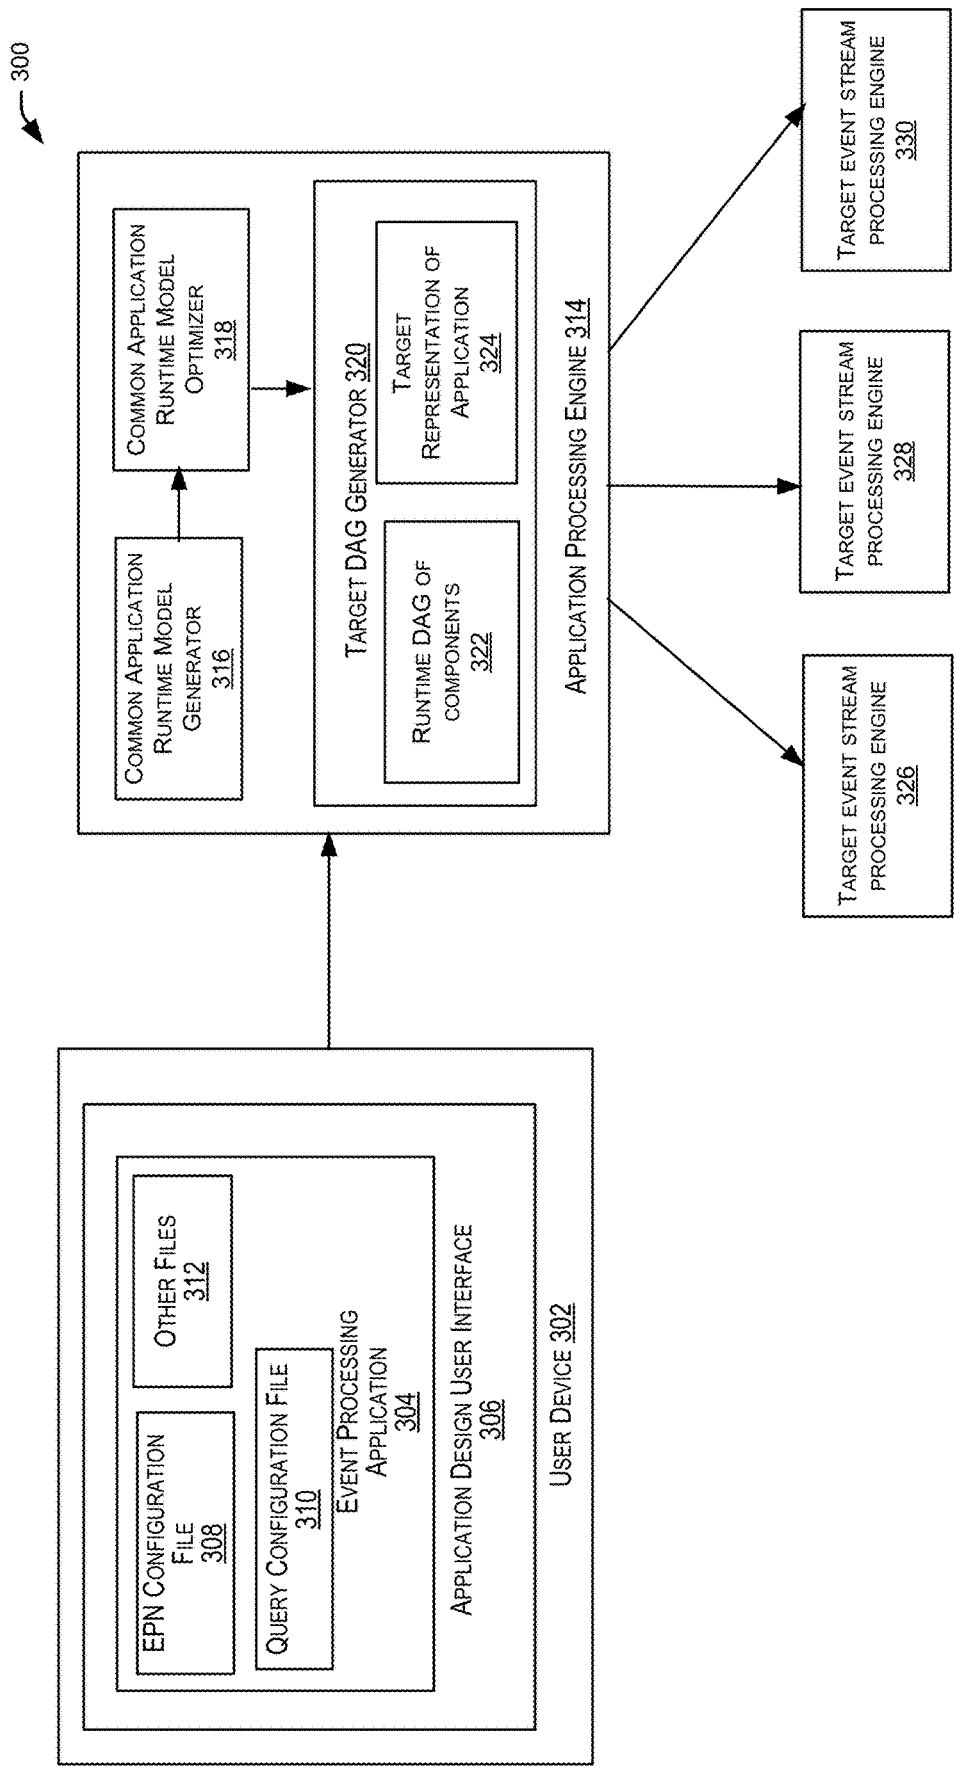 300
EPN CONFIGURATION
FILE
308
OTHER FILES
312
QUERY CONFIGURATION FILE
310
EVENT PROCESSING
APPLICATION
304
APPLICATION DESIGN USER INTERFACE
306
USER DEVICE 302
COMMON APPLICATION
RUNTIME MODEL
GENERATOR
316
COMMON APPLICATION
RUNTIME MODEL
OPTIMIZER
318
TARGET DAG GENERATOR 320
RUNTIME DAG OF
COMPONENTS
322
TARGET
REPRESENTATION OF
APPLICATION
324
APPLICATION PROCESSING ENGINE 314
TARGET EVENT STREAM
PROCESSING ENGINE
326
TARGET EVENT STREAM
PROCESSING ENGINE
328
TARGET EVENT STREAM
PROCESSING ENGINE
330